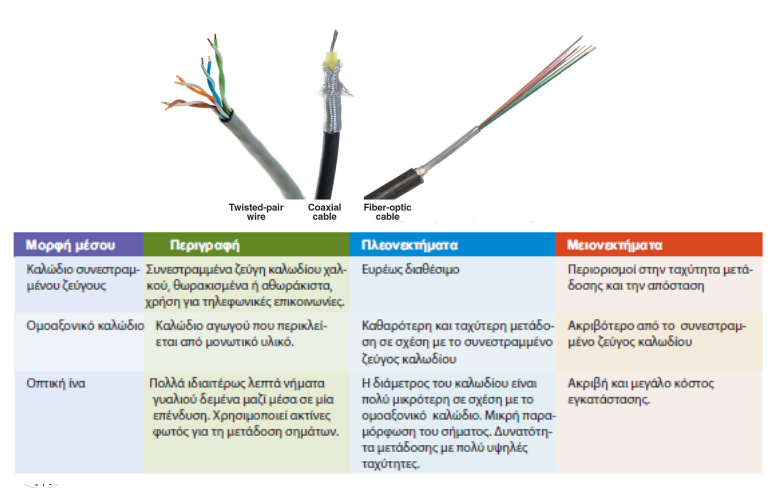 Twisted-pair
wire
Coaxial
cable
Fiber-optic
cable
Μορφή μέσου
Περιγραφή
Πλεονεκτήματα
Μειονεκτήματα
Καλώδιο συνεστραμ-
μένου ζεύγους
Συνεστραμμένα ζεύγη καλωδίου χαλ-
κού, θωρακισμένα ή αθωράκιστα,
χρήση για τηλεφωνικές επικοινωνίες.
Ευρέως διαθέσιμο
Περιορισμοί στην ταχύτητα μετά-
δοσης και την απόσταση
Ομοαξονικό καλώδιο
Καλώδιο αγωγού που περικλεί-
εται από μονωτικό υλικό.
Καθαρότερη και ταχύτερη μετάδο-
ση σε σχέση με το συνεστραμμένο
ζεύγος καλωδίου
Ακριβότερο από το συνεστραμ-
μένο ζεύγος καλωδίου
Οπτική ίνα
Πολλά ιδιαιτέρως λεπτά νήματα
γυαλιού δεμένα μαζί μέσα σε μία
επένδυση. Χρησιμοποιεί ακτίνες
φωτός για τη μετάδοση σημάτων.
Η διάμετρος του καλωδίου είναι
πολύ μικρότερη σε σχέση με το
ομοαξονικό καλώδιο. Μικρή παρα-
μόρφωση του σήματος. Δυνατότη-
τα μετάδοσης με πολύ υψηλές
ταχύτητες.
Ακριβή και μεγάλο κόστος
εγκατάστασης.